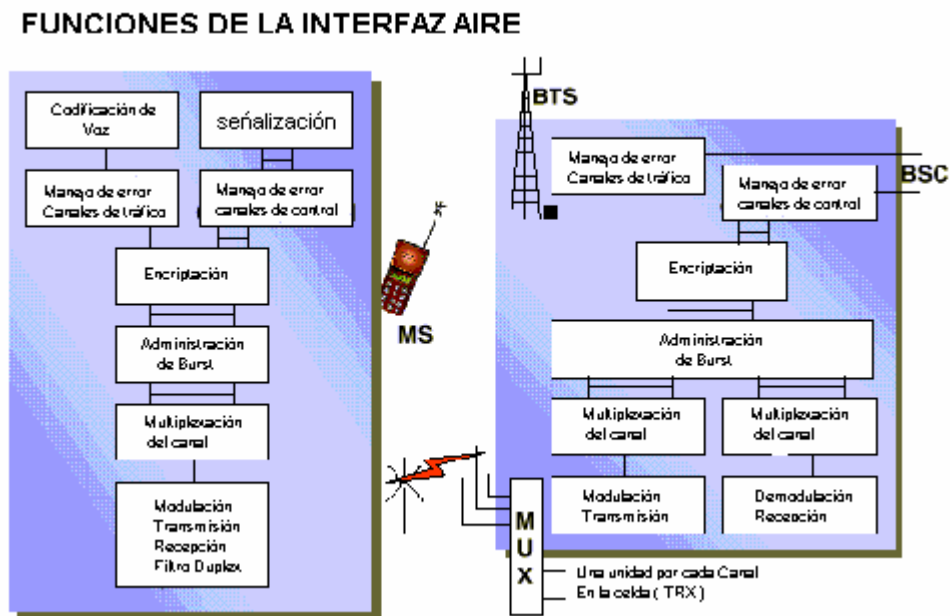 FUNCIONES DE LA INTERFAZ AIRE
Codificación de
Voz
señalización
Manejo de error
Canales de tráfico
Manejo de error
canales de control
Encriptación
Administración
de Burst
Multiplexación
del canal
Modulación
Transmisión
Recepción
Filtro Duplex
MS
BTS
BSC
Manejo de error
Canales de tráfico
Manejo de error
canales de control
Encriptación
Administración
de Burst
Multiplexación
del canal
Multiplexación
del canal
Modulación
Transmisión
Demodulación
Recepción
M
U
X
Una unidad por cada Canal
En la celda ( TRX )